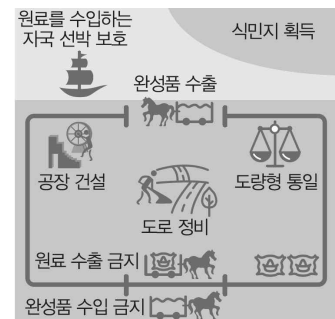 원료를 수입하는
자국 선박 보호
식민지 획득
완성품 수출
공장 건설
도량형 통일
도로 정비
원료 수출 금지
완성품 수입 금지